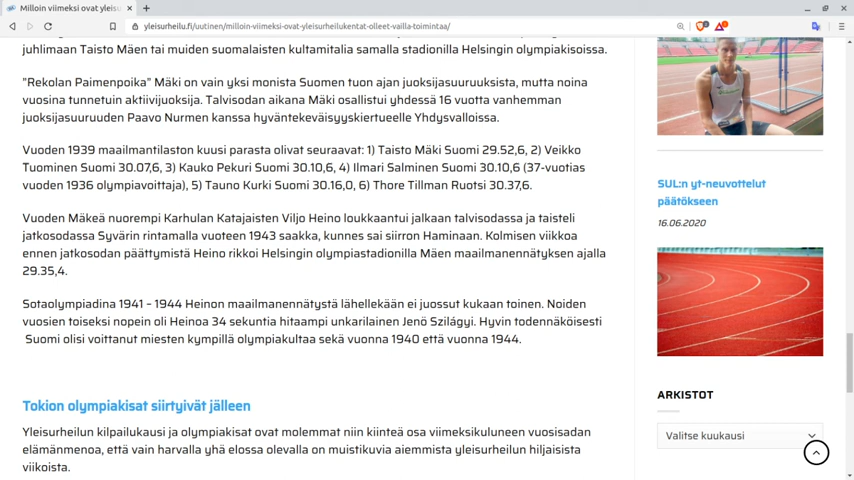 Milloin viimeksi ovat yleisu
yleisurheilu.fi/uutinen/milloin-viimeksi-ovat-yleisurheilukentat-olleet-vailla-toimintaa/
juhlimaan Taisto Mäen tai muiden suomalaisten kultamitalia samalla stadionilla Helsingin olympiakisoissa.
”Rekolan Paimenpoika” Mäki on vain yksi monista Suomen tuon ajan juoksijasuuruuksista, mutta noina
vuosina tunnetuin aktiivijuoksija. Talvisodan aikana Mäki osallistui yhdessä 16 vuotta vanhemman
juoksijasuuruuden Paavo Nurmen kanssa hyväntekeväisyyskiertueelle Yhdysvalloissa.
Vuoden 1939 maailmantilaston kuusi parasta olivat seuraavat: 1) Taisto Mäki Suomi 29.52,6, 2) Veikko
Tuominen Suomi 30.07,6, 3) Kauko Pekuri Suomi 30.10,6, 4) Ilmari Salminen Suomi 30.10,6 (37-vuotias
vuoden 1936 olympiavoittaja), 5) Tauno Kurki Suomi 30.16,0, 6) Thore Tillman Ruotsi 30.37,6.
Vuoden Mäkeä nuorempi Karhulan Katajaisten Viljo Heino loukkaantui jalkaan talvisodassa ja taisteli
jatkosodassa Syvärin rintamalla vuoteen 1943 saakka, kunnes sai siirron Haminaan. Kolmisen viikkoa
ennen jatkosodan päättymistä Heino rikkoi Helsingin olympiastadionilla Mäen maailmanennätyksen ajalla
29.35,4.
Sotaolympiadina 1941 – 1944 Heinon maailmanennätystä lähellekään ei juossut kukaan toinen. Noiden
vuosien toiseksi nopein oli Heinoa 34 sekuntia hitaampi unkarilainen Jenö Szilágyi. Hyvin todennäköisesti
Suomi olisi voittanut miesten kympillä olympiakultaa sekä vuonna 1940 että vuonna 1944.
Tokion olympiakisat siirtyivät jälleen
Yleisurheilun kilpailukausi ja olympiakisat ovat molemmat niin kiinteä osa viimeksikuluneen vuosisadan
elämänmenoa, että vain harvalla yhä elossa olevalla on muistikuvia aiemmista yleisurheilun hiljaisista
viikoista.
SUL:n yt-neuvottelut
päätökseen
16.06.2020
ARKISTOT
Valitse kuukausi